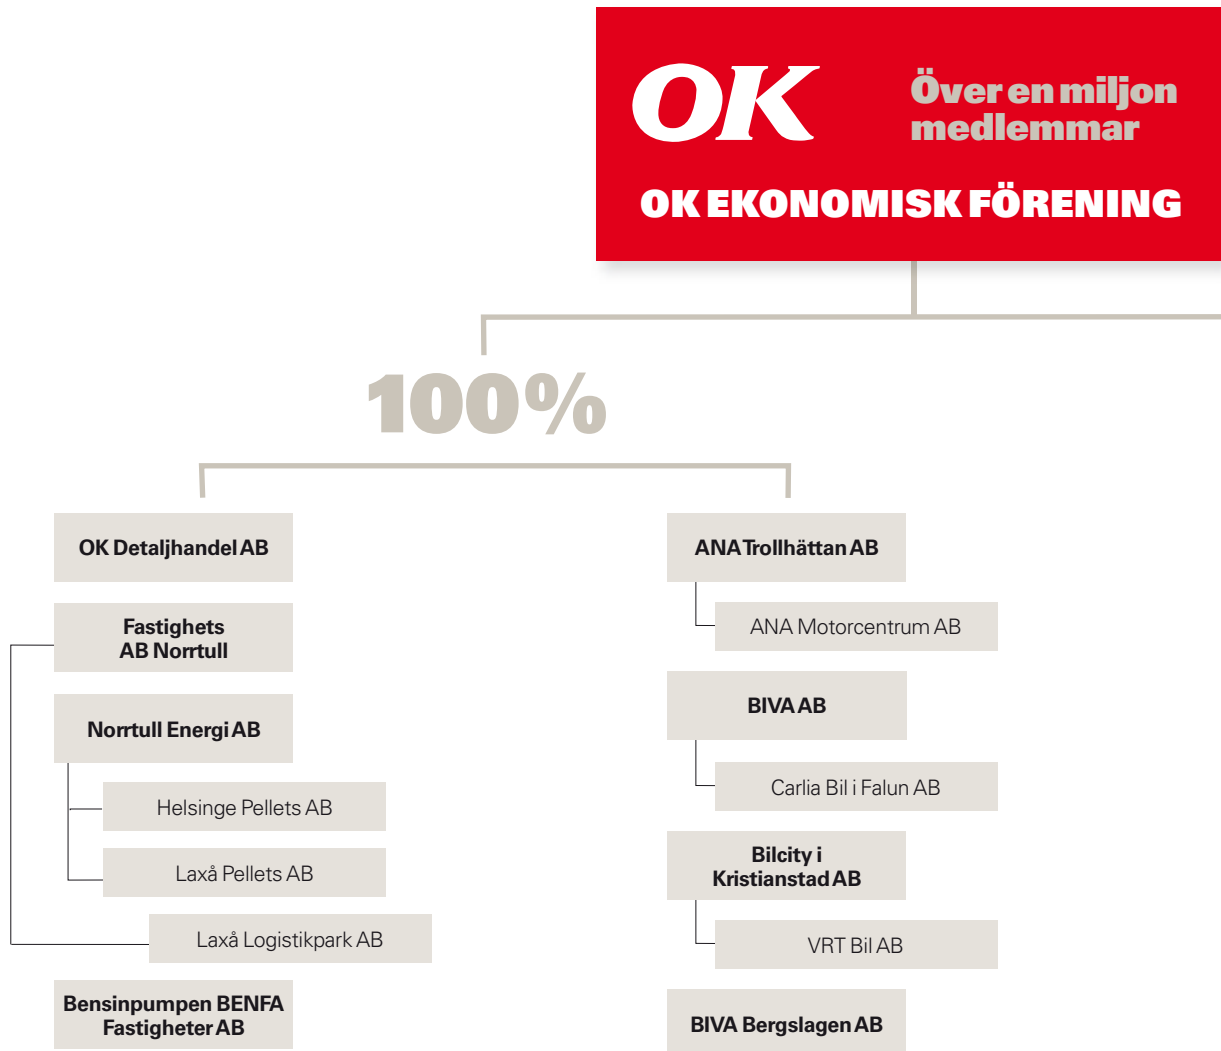 OK
Över en miljon
medlemmar
OK EKONOMISK FÖRENING
100%
OK Detaljhandel AB
Fastighets
AB Norrtull
Norrtull Energi AB
Helsinge Pellets AB
Laxå Pellets AB
Laxå Logistikpark AB
Bensinpumpen BENFA
Fastigheter AB
ANA Trollhättan AB
ANA Motorcentrum AB
BIVA AB
Carlia Bil i Falun AB
Bilcity i
Kristianstad AB
VRT Bil AB
BIVA Bergslagen AB